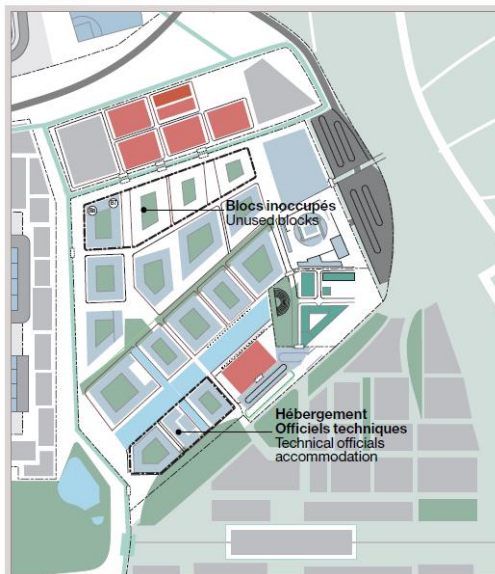 Blocs inoccupés
Unused blocks
Hébergement
Officiels techniques
Technical officials
accommodation